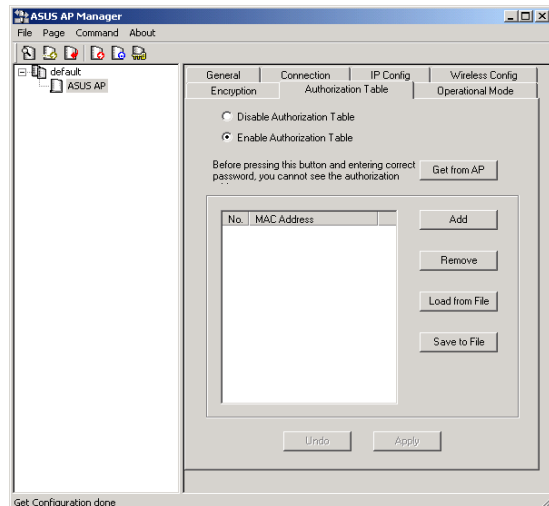 ASUS AP Manager
File Page Command About
default
ASUS AP
General Connection IP Config Wireless Config
Encryption Authorization Table Operational Mode
Disable Authorization Table
Enable Authorization Table
Before pressing this button and entering correct
password, you cannot see the authorization
Get from AP
No. MAC Address
Add
Remove
Load from File
Save to File
Undo Apply
Get Configuration done